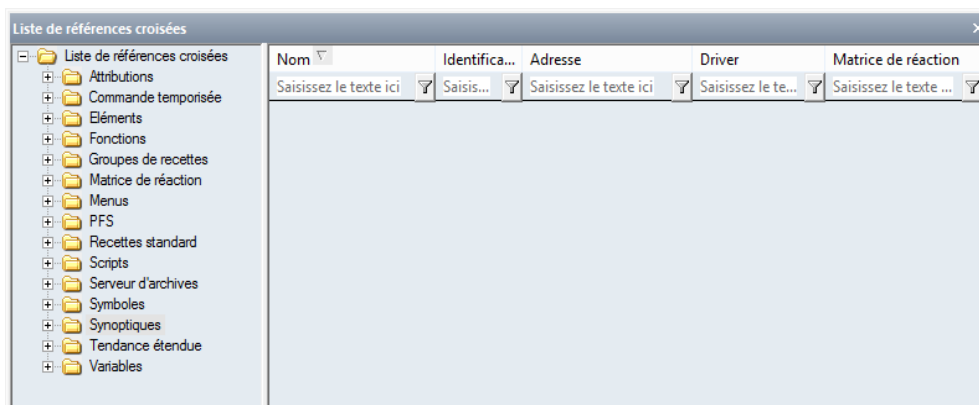 Liste de références croisées
Liste de références croisées
Attributions
Commande temporisée
Eléments
Fonctions
Groupes de recettes
Matrice de réaction
Menus
PFS
Recettes standard
Scripts
Serveur d'archives
Symboles
Synoptiques
Tendance étendue
Variables
Nom Identifica... Adresse Driver Matrice de réaction
Saisissez le texte ici Saisis... Saisissez le texte ici Saisissez le te... Saisissez le texte ...